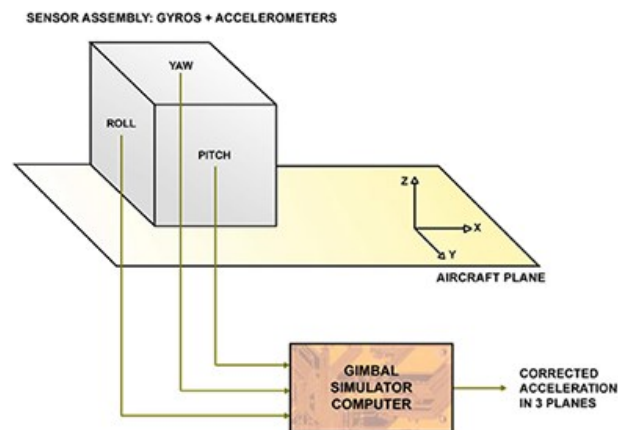 SENSOR ASSEMBLY: GYROS + ACCELEROMETERS
YAW
ROLL
PITCH
Z
X
Y
AIRCRAFT PLANE
GIMBAL
SIMULATOR
COMPUTER
CORRECTED
ACCELERATION
IN 3 PLANES